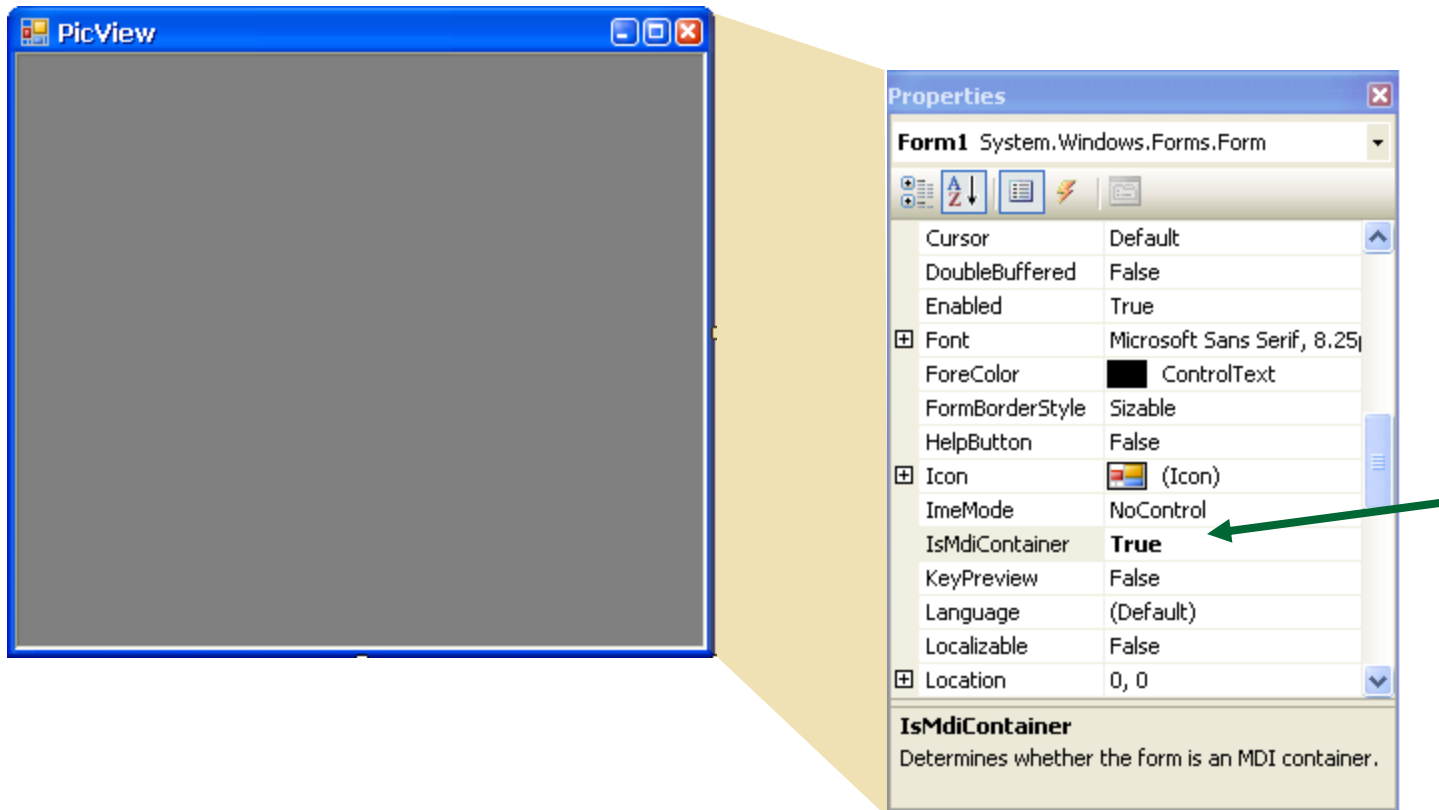 PicView
Properties
Form1 System.Windows.Forms.Form
A
Z
Cursor Default
DoubleBuffered False
Enabled True
Font Microsoft Sans Serif, 8.25
ForeColor ControlText
FormBorderStyle Sizable
HelpButton False
Icon (Icon)
ImeMode NoControl
IsMdiContainer True
KeyPreview False
Language (Default)
Localizable False
Location 0, 0
IsMdiContainer
Determines whether the form is an MDI container.